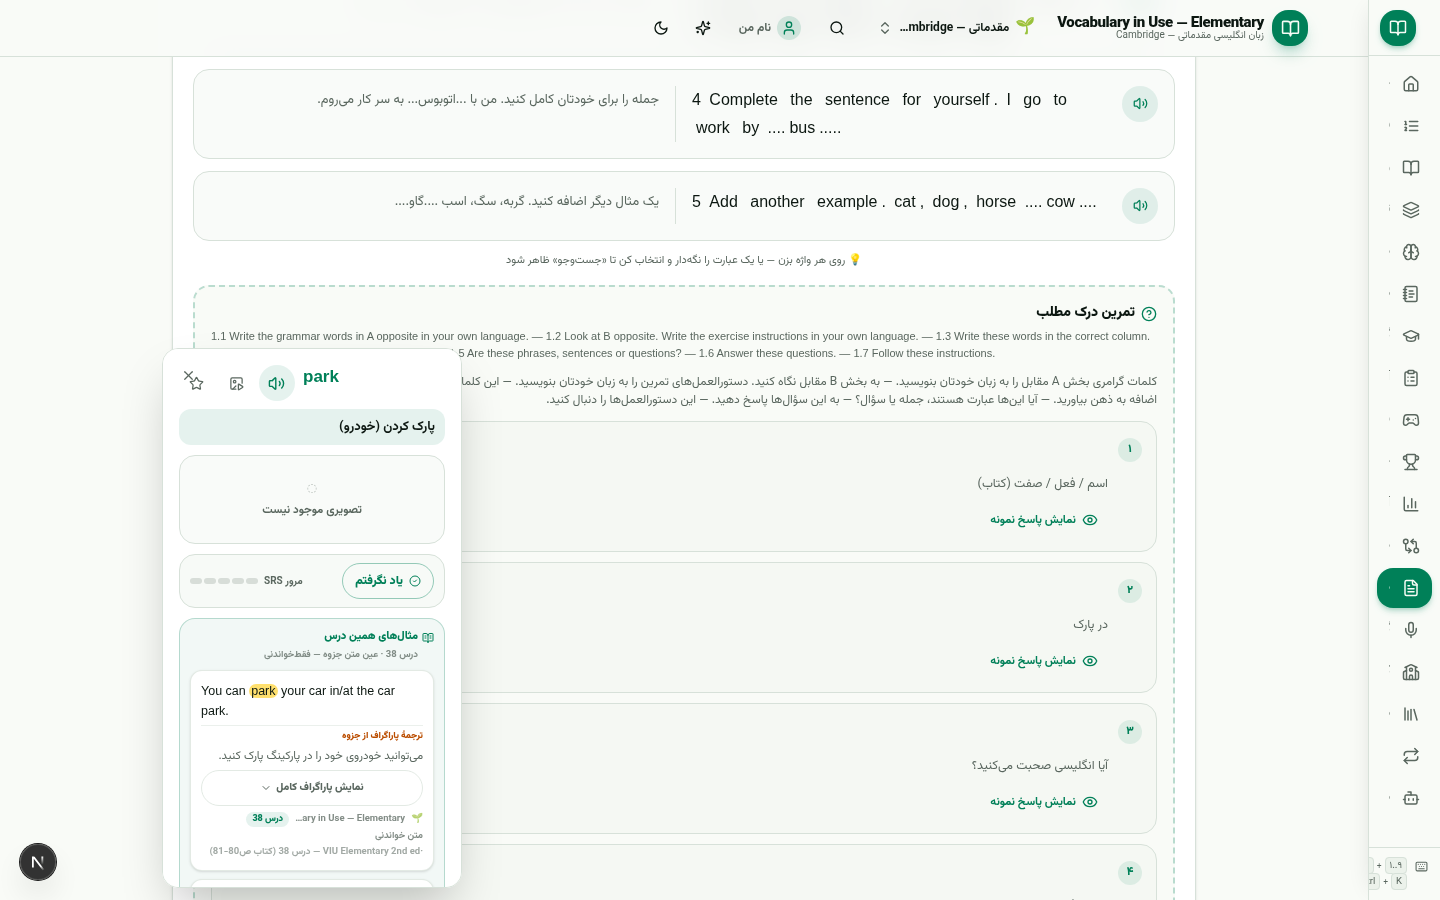 Vocabulary in Use — Elementary
زبان انگلیسی مقدماتی — Cambridge
مقدماتی — mbridge...
نام من
4 Complete the sentence for yourself . I go to
work by .... bus .....
جمله را برای خودتان کامل کنید. من با ...اتوبوس... به سر کار می‌روم.
5 Add another example . cat , dog , horse .... cow ....
یک مثال دیگر اضافه کنید. گربه، سگ، اسب ....گاو....
💡 روی هر واژه بزن — یا یک عبارت را نگه‌دار و انتخاب کن تا «جست‌وجو» ظاهر شود
تمرین درک مطلب
1.1 Write the grammar words in A opposite in your own language. — 1.2 Look at B opposite. Write the exercise instructions in your own language. — 1.3 Write these words in the correct column.
5 Are these phrases, sentences or questions? — 1.6 Answer these questions. — 1.7 Follow these instructions.
کلمات گرامری بخش A مقابل را به زبان خودتان بنویسید. — به بخش B مقابل نگاه کنید. دستورالعمل‌های تمرین را به زبان خودتان بنویسید. — این کلما
اضافه به ذهن بیاورید. — آیا این‌ها عبارت هستند، جمله یا سؤال؟ — به این سؤال‌ها پاسخ دهید. — این دستورالعمل‌ها را دنبال کنید.
۱
اسم / فعل / صفت (کتاب)
نمایش پاسخ نمونه
۲
در پارک
نمایش پاسخ نمونه
۳
آیا انگلیسی صحبت می‌کنید؟
نمایش پاسخ نمونه
۴
park
پارک کردن (خودرو)
تصویری موجود نیست
یاد نگرفتم
مرور SRS
مثال‌های همین درس
درس 38 · عین متن جزوه — فقط‌خواندنی
You can park your car in/at the car
park.
ترجمهٔ پاراگراف از جزوه
می‌توانید خودروی خود را در پارکینگ پارک کنید.
نمایش پاراگراف کامل
🌱 ...ary in Use — Elementary درس 38
متن خواندنی
·VIU Elementary 2nd ed — درس 38 (کتاب ص80–81)
N
+ ۱..۹
rl + K